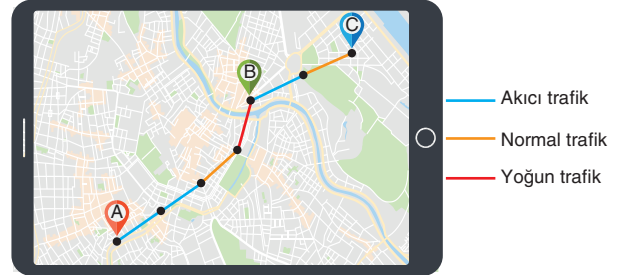 C
B
A
Akıcı trafik
Normal trafik
Yoğun trafik